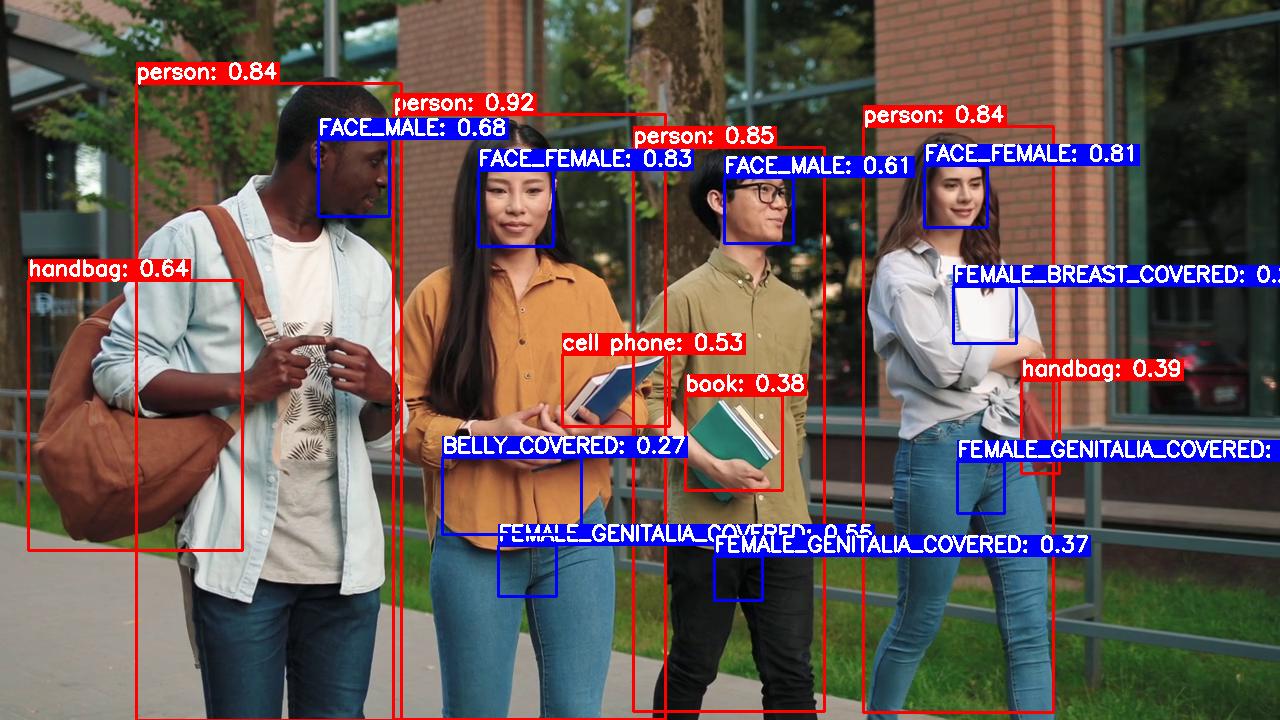 person: 0.84
person: 0.92
person: 0.84
FACE_MALE: 0.68
person: 0.85
FACE_FEMALE: 0.83
FACE_MALE: 0.61
FACE_FEMALE: 0.81
handbag: 0.64
FEMALE_BREAST_COVERED: 0.
cell phone: 0.53
book: 0.38
handbag: 0.39
BELLY_COVERED: 0.27
FEMALE_GENITALIA_COVERED:
FEMALE_GENITALIA_COVERED: 0.55
FEMALE_GENITALIA_COVERED: 0.37